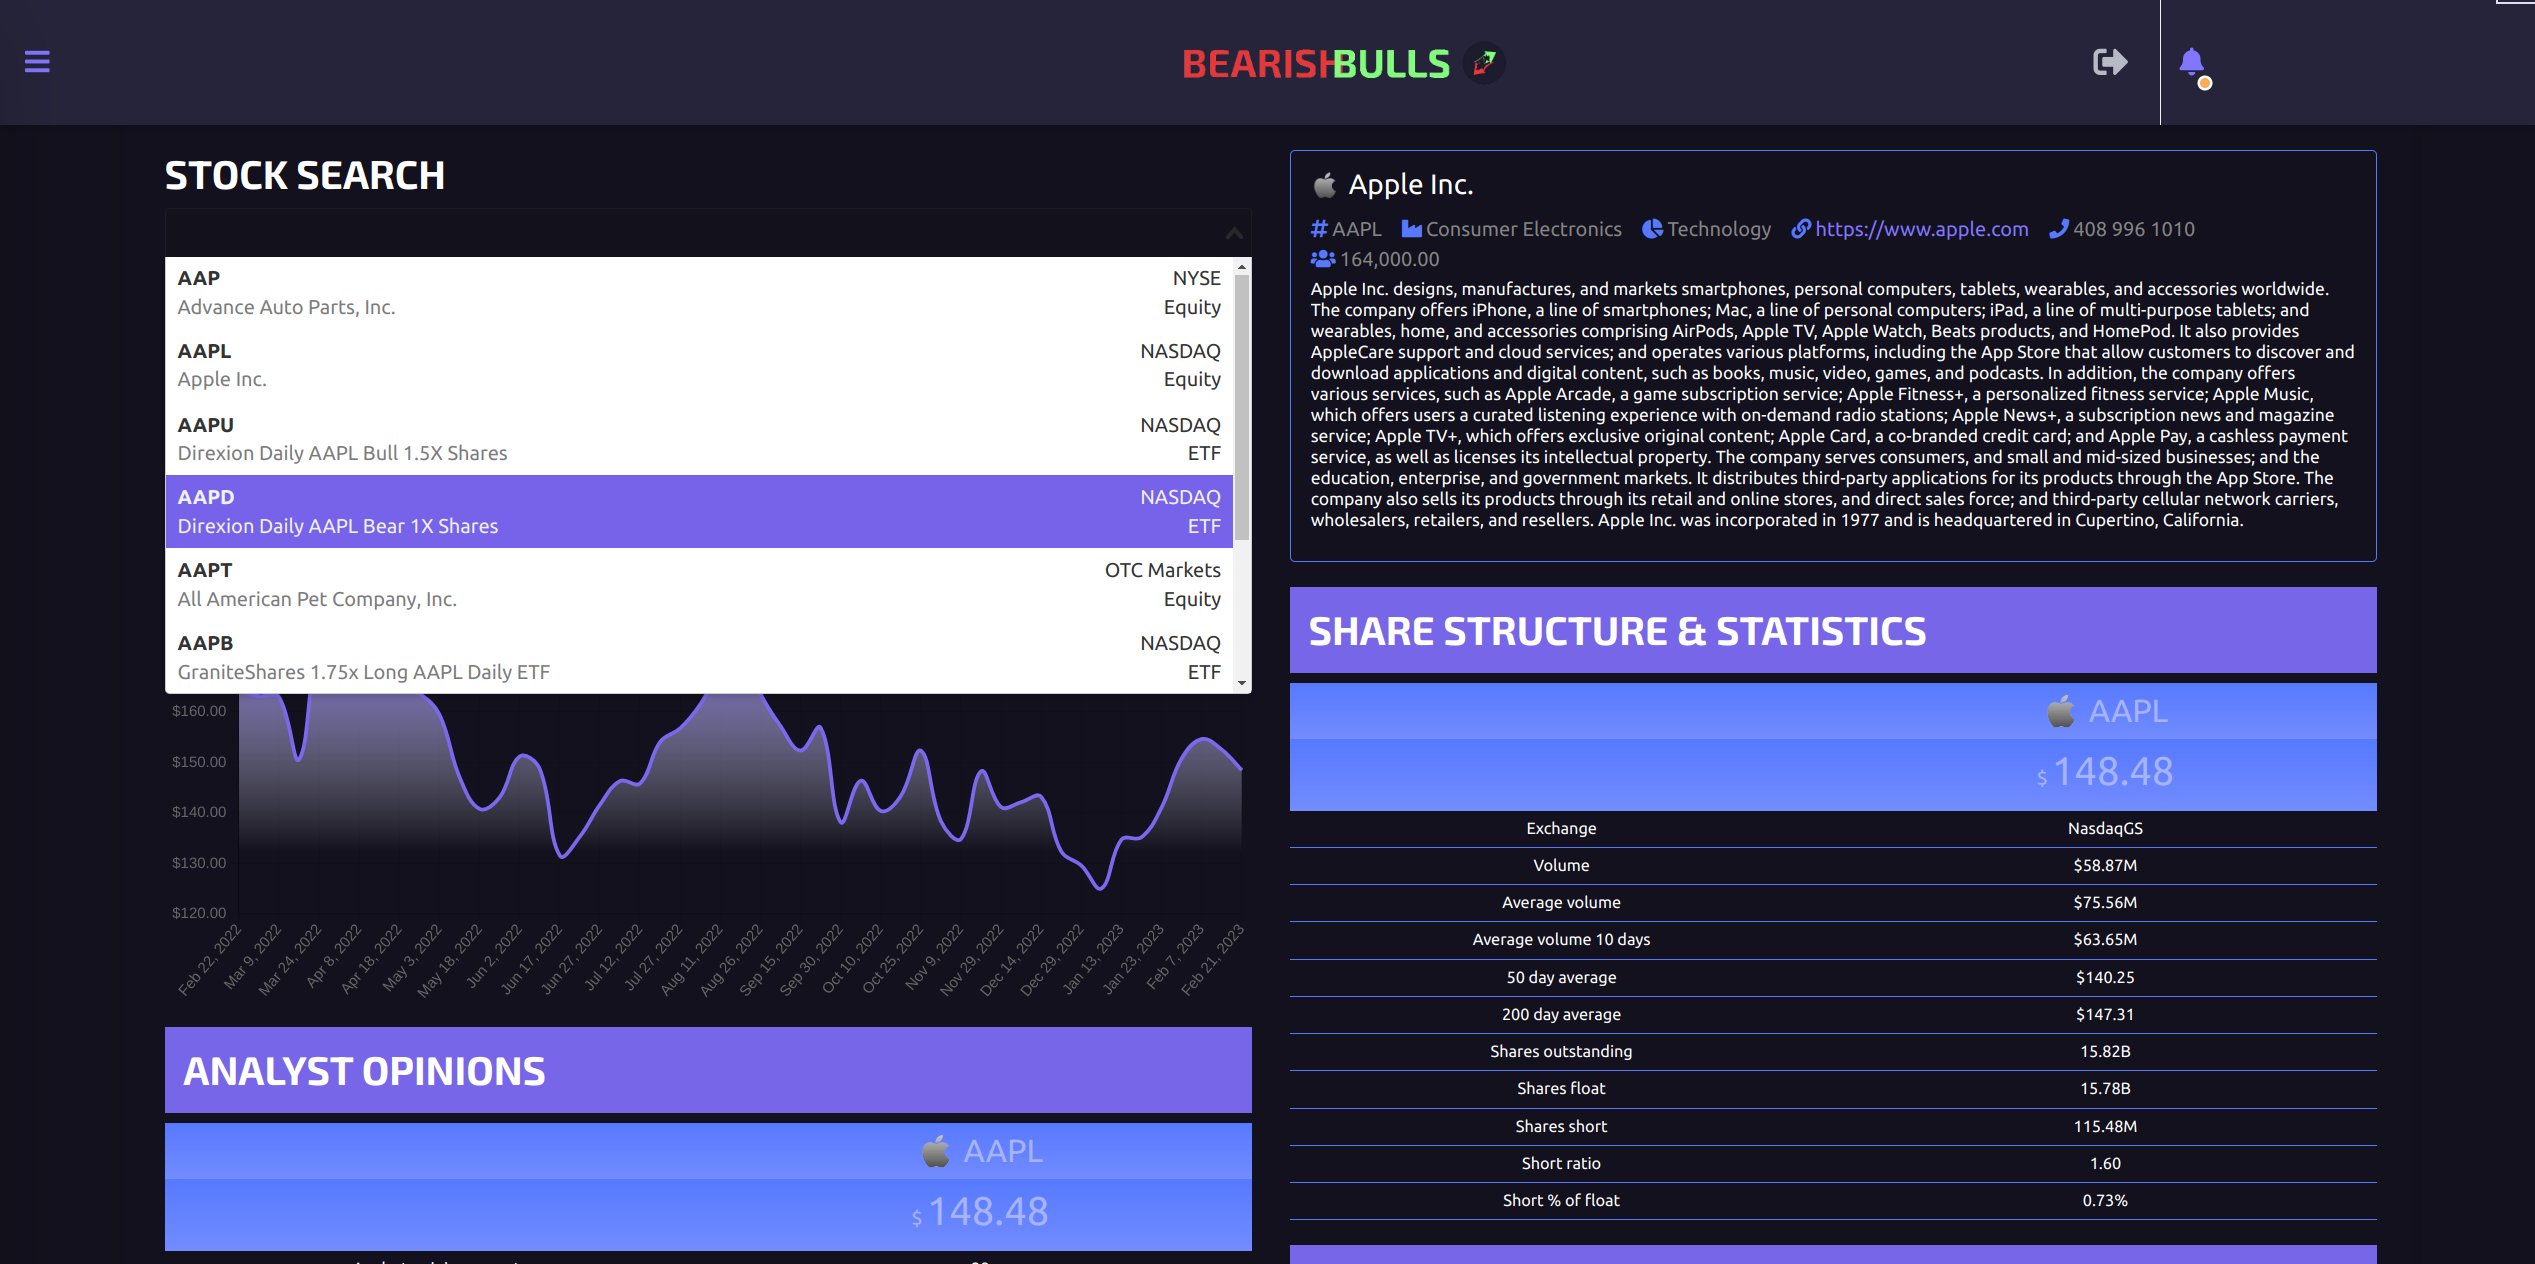 BEARISHBULLS
STOCK SEARCH
AAP NYSE
Advance Auto Parts, Inc. Equity
AAPL NASDAQ
Apple Inc. Equity
AAPU NASDAQ
Direxion Daily AAPL Bull 1.5X Shares ETF
AAPD NASDAQ
Direxion Daily AAPL Bear 1X Shares ETF
AAPT OTC Markets
All American Pet Company, Inc. Equity
AAPB NASDAQ
GraniteShares 1.75x Long AAPL Daily ETF ETF
$160.00
$150.00
$140.00
$130.00
$120.00
Feb 22, 2022
Mar 9, 2022
Mar 24, 2022
Apr 8, 2022
Apr 18, 2022
May 3, 2022
May 18, 2022
Jun 2, 2022
Jun 17, 2022
Jun 27, 2022
Jul 12, 2022
Jul 27, 2022
Aug 11, 2022
Aug 26, 2022
Sep 15, 2022
Sep 30, 2022
Oct 10, 2022
Oct 25, 2022
Nov 9, 2022
Nov 29, 2022
Dec 14, 2022
Dec 29, 2022
Jan 13, 2023
Jan 23, 2023
Feb 7, 2023
Feb 21, 2023
ANALYST OPINIONS
AAPL
$ 148.48
Apple Inc.
# AAPL Consumer Electronics Technology https://www.apple.com 408 996 1010
164,000.00
Apple Inc. designs, manufactures, and markets smartphones, personal computers, tablets, wearables, and accessories worldwide.
The company offers iPhone, a line of smartphones; Mac, a line of personal computers; iPad, a line of multi-purpose tablets; and
wearables, home, and accessories comprising AirPods, Apple TV, Apple Watch, Beats products, and HomePod. It also provides
AppleCare support and cloud services; and operates various platforms, including the App Store that allow customers to discover and
download applications and digital content, such as books, music, video, games, and podcasts. In addition, the company offers
various services, such as Apple Arcade, a game subscription service; Apple Fitness+, a personalized fitness service; Apple Music,
which offers users a curated listening experience with on-demand radio stations; Apple News+, a subscription news and magazine
service; Apple TV+, which offers exclusive original content; Apple Card, a co-branded credit card; and Apple Pay, a cashless payment
service, as well as licenses its intellectual property. The company serves consumers, and small and mid-sized businesses; and the
education, enterprise, and government markets. It distributes third-party applications for its products through the App Store. The
company also sells its products through its retail and online stores, and direct sales force; and third-party cellular network carriers,
wholesalers, retailers, and resellers. Apple Inc. was incorporated in 1977 and is headquartered in Cupertino, California.
SHARE STRUCTURE & STATISTICS
AAPL
$ 148.48
Exchange NasdaqGS
Volume $58.87M
Average volume $75.56M
Average volume 10 days $63.65M
50 day average $140.25
200 day average $147.31
Shares outstanding 15.82B
Shares float 15.78B
Shares short 115.48M
Short ratio 1.60
Short % of float 0.73%